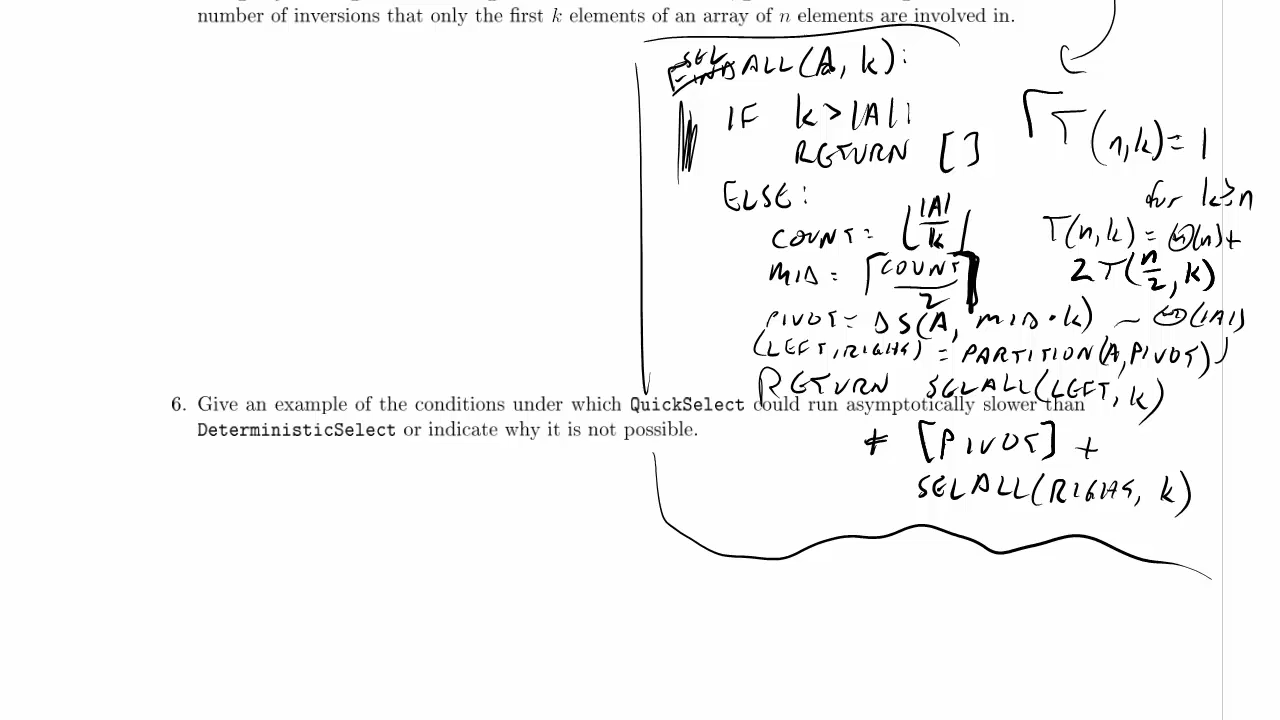 number of inversions that only the first k elements of an array of n elements are involved in.
SELALL(A, k):
IF k > |A|:
RETURN []
ELSE:
COUNT = ⌊|A|/k⌋
MID = ⌈COUNT/2⌉
PIVOT = DS(A, MID · k) ~ Θ(|A|)
(LEFT, RIGHT) = PARTITION(A, PIVOT)
RETURN SELALL(LEFT, k)
+ [PIVOT] +
SELALL(RIGHT, k)
T(n,k) = 1
for k ≥ n
T(n,k) = Θ(n) +
2T(n/2, k)
6. Give an example of the conditions under which QuickSelect could run asymptotically slower than
DeterministicSelect or indicate why it is not possible.